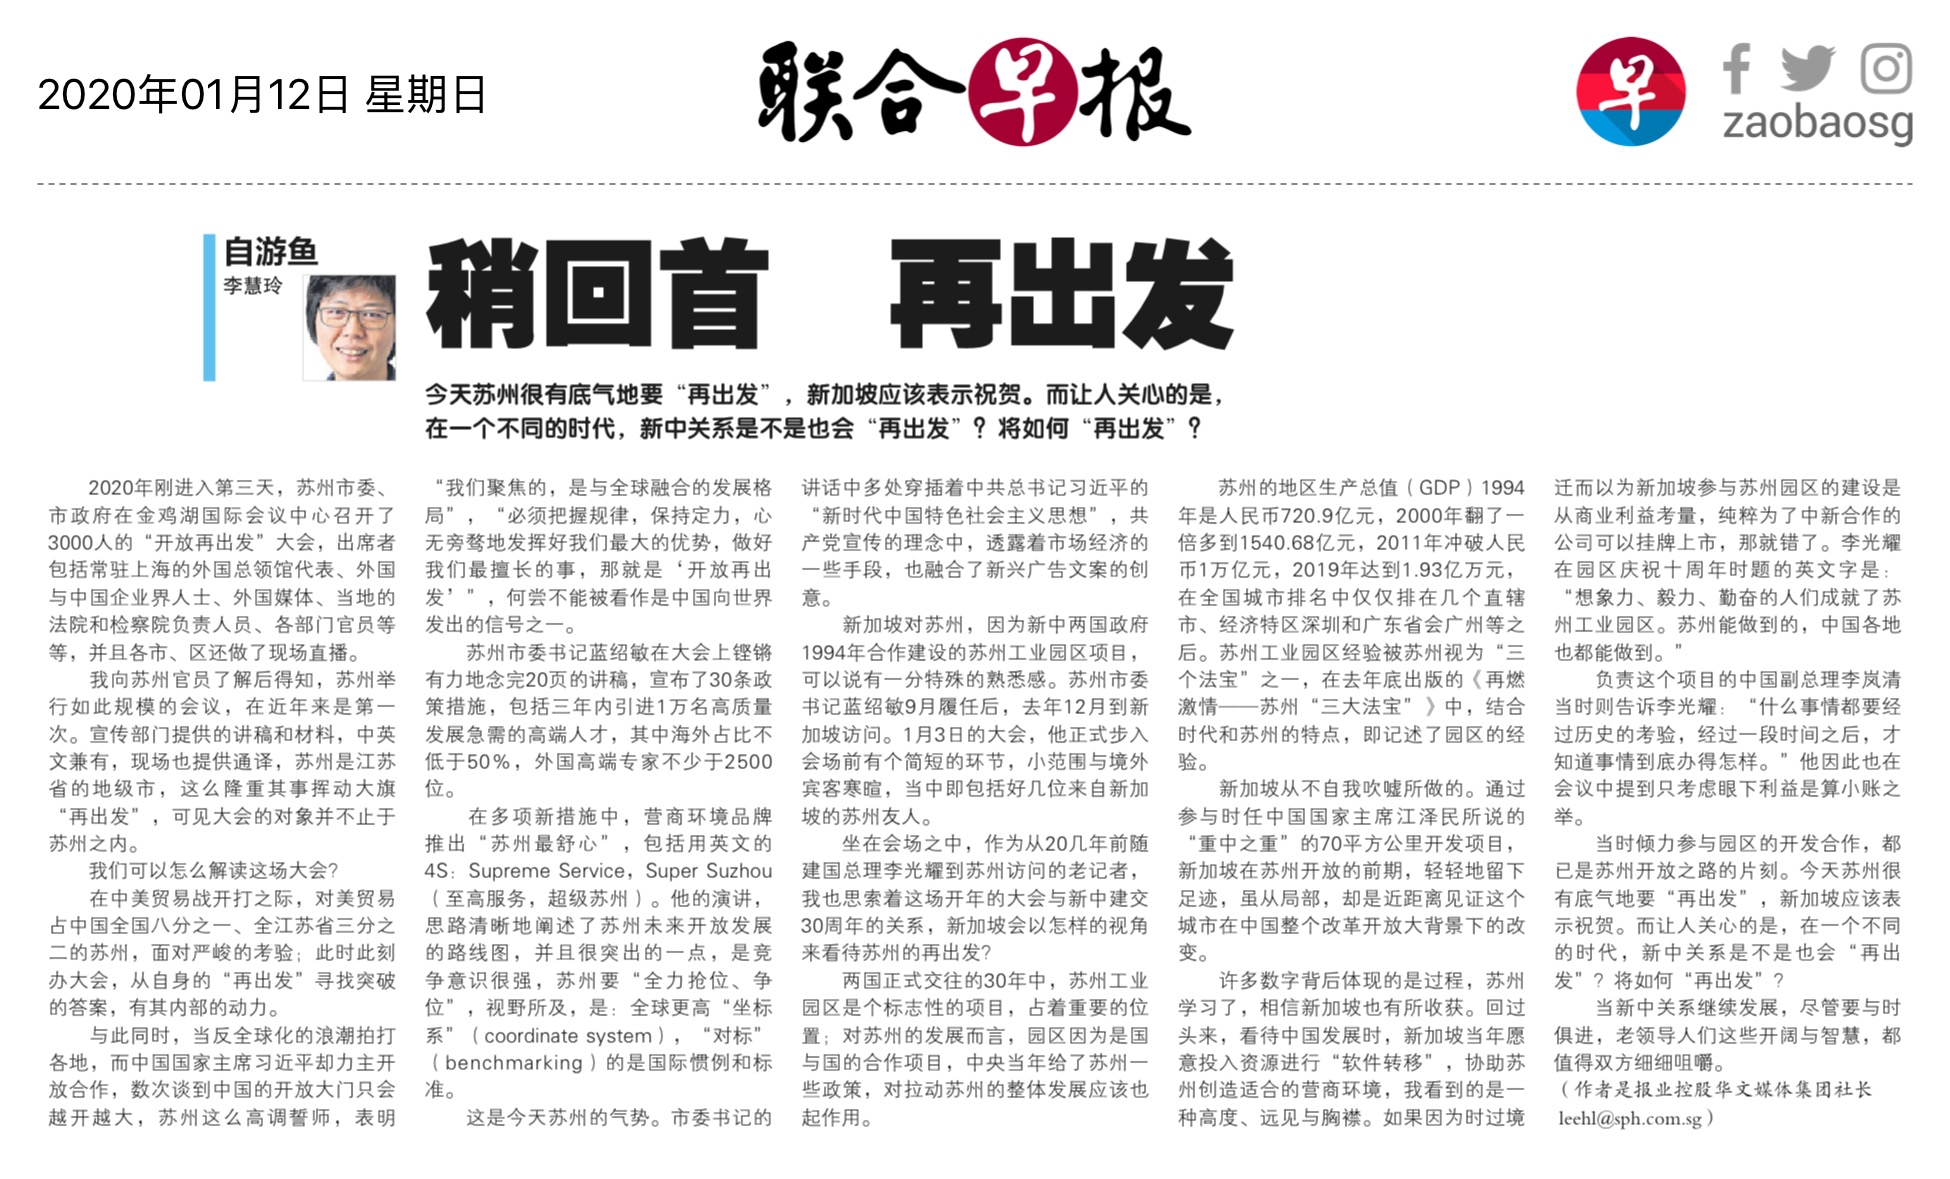 2020年01月12日 星期日
联合早报
早
zaobaosg
自游鱼
李慧玲
稍回首 再出发
今天苏州很有底气地要“再出发”，新加坡应该表示祝贺。而让人关心的是，
在一个不同的时代，新中关系是不是也会“再出发”？将如何“再出发”？
2020年刚进入第三天，苏州市委、
市政府在金鸡湖国际会议中心召开了
3000人的“开放再出发”大会，出席者
包括常驻上海的外国总领馆代表、外国
与中国企业界人士、外国媒体、当地的
法院和检察院负责人员、各部门官员等
等，并且各市、区还做了现场直播。
我向苏州官员了解后得知，苏州举
行如此规模的会议，在近年来是第一
次。宣传部门提供的讲稿和材料，中英
文兼有，现场也提供通译，苏州是江苏
省的地级市，这么隆重其事挥动大旗
“再出发”，可见大会的对象并不止于
苏州之内。
我们可以怎么解读这场大会？
在中美贸易战开打之际，对美贸易
占中国全国八分之一、全江苏省三分之
二的苏州，面对严峻的考验；此时此刻
办大会，从自身的“再出发”寻找突破
的答案，有其内部的动力。
与此同时，当反全球化的浪潮拍打
各地，而中国国家主席习近平却力主开
放合作，数次谈到中国的开放大门只会
越开越大，苏州这么高调誓师，表明
“我们聚焦的，是与全球融合的发展格
局”，“必须把握规律，保持定力，心
无旁骛地发挥好我们最大的优势，做好
我们最擅长的事，那就是‘开放再出
发’”，何尝不能被看作是中国向世界
发出的信号之一。
苏州市委书记蓝绍敏在大会上铿锵
有力地念完20页的讲稿，宣布了30条政
策措施，包括三年内引进1万名高质量
发展急需的高端人才，其中海外占比不
低于50%，外国高端专家不少于2500
位。
在多项新措施中，营商环境品牌
推出“苏州最舒心”，包括用英文的
4S：Supreme Service，Super Suzhou
（至高服务，超级苏州）。他的演讲，
思路清晰地阐述了苏州未来开放发展
的路线图，并且很突出的一点，是竞
争意识很强，苏州要“全力抢位、争
位”，视野所及，是：全球更高“坐标
系”（coordinate system），“对标”
（benchmarking）的是国际惯例和标
准。
这是今天苏州的气势。市委书记的
讲话中多处穿插着中共总书记习近平的
“新时代中国特色社会主义思想”，共
产党宣传的理念中，透露着市场经济的
一些手段，也融合了新兴广告文案的创
意。
新加坡对苏州，因为新中两国政府
1994年合作建设的苏州工业园区项目，
可以说有一分特殊的熟悉感。苏州市委
书记蓝绍敏9月履任后，去年12月到新
加坡访问。1月3日的大会，他正式步入
会场前有个简短的环节，小范围与境外
宾客寒暄，当中即包括好几位来自新加
坡的苏州友人。
坐在会场之中，作为从20几年前随
建国总理李光耀到苏州访问的老记者，
我也思索着这场开年的大会与新中建交
30周年的关系，新加坡会以怎样的视角
来看待苏州的再出发？
两国正式交往的30年中，苏州工业
园区是个标志性的项目，占着重要的位
置；对苏州的发展而言，园区因为是国
与国的合作项目，中央当年给了苏州一
些政策，对拉动苏州的整体发展应该也
起作用。
苏州的地区生产总值（GDP）1994
年是人民币720.9亿元，2000年翻了一
倍多到1540.68亿元，2011年冲破人民
币1万亿元，2019年达到1.93亿万元，
在全国城市排名中仅仅排在几个直辖
市、经济特区深圳和广东省会广州等之
后。苏州工业园区经验被苏州视为“三
个法宝”之一，在去年底出版的《再燃
激情——苏州“三大法宝”》中，结合
时代和苏州的特点，即记述了园区的经
验。
新加坡从不自我吹嘘所做的。通过
参与时任中国国家主席江泽民所说的
“重中之重”的70平方公里开发项目，
新加坡在苏州开放的前期，轻轻地留下
足迹，虽从局部，却是近距离见证这个
城市在中国整个改革开放大背景下的改
变。
许多数字背后体现的是过程，苏州
学习了，相信新加坡也有所收获。回过
头来，看待中国发展时，新加坡当年愿
意投入资源进行“软件转移”，协助苏
州创造适合的营商环境，我看到的是一
种高度、远见与胸襟。如果因为时过境
迁而以为新加坡参与苏州园区的建设是
从商业利益考量，纯粹为了中新合作的
公司可以挂牌上市，那就错了。李光耀
在园区庆祝十周年时题的英文字是：
“想象力、毅力、勤奋的人们成就了苏
州工业园区。苏州能做到的，中国各地
也都能做到。”
负责这个项目的中国副总理李岚清
当时则告诉李光耀：“什么事情都要经
过历史的考验，经过一段时间之后，才
知道事情到底办得怎样。”他因此也在
会议中提到只考虑眼下利益是算小账之
举。
当时倾力参与园区的开发合作，都
已是苏州开放之路的片刻。今天苏州很
有底气地要“再出发”，新加坡应该表
示祝贺。而让人关心的是，在一个不同
的时代，新中关系是不是也会“再出
发”？将如何“再出发”？
当新中关系继续发展，尽管要与时
俱进，老领导人们这些开阔与智慧，都
值得双方细细咀嚼。
（作者是报业控股华文媒体集团社长
leehl@sph.com.sg）